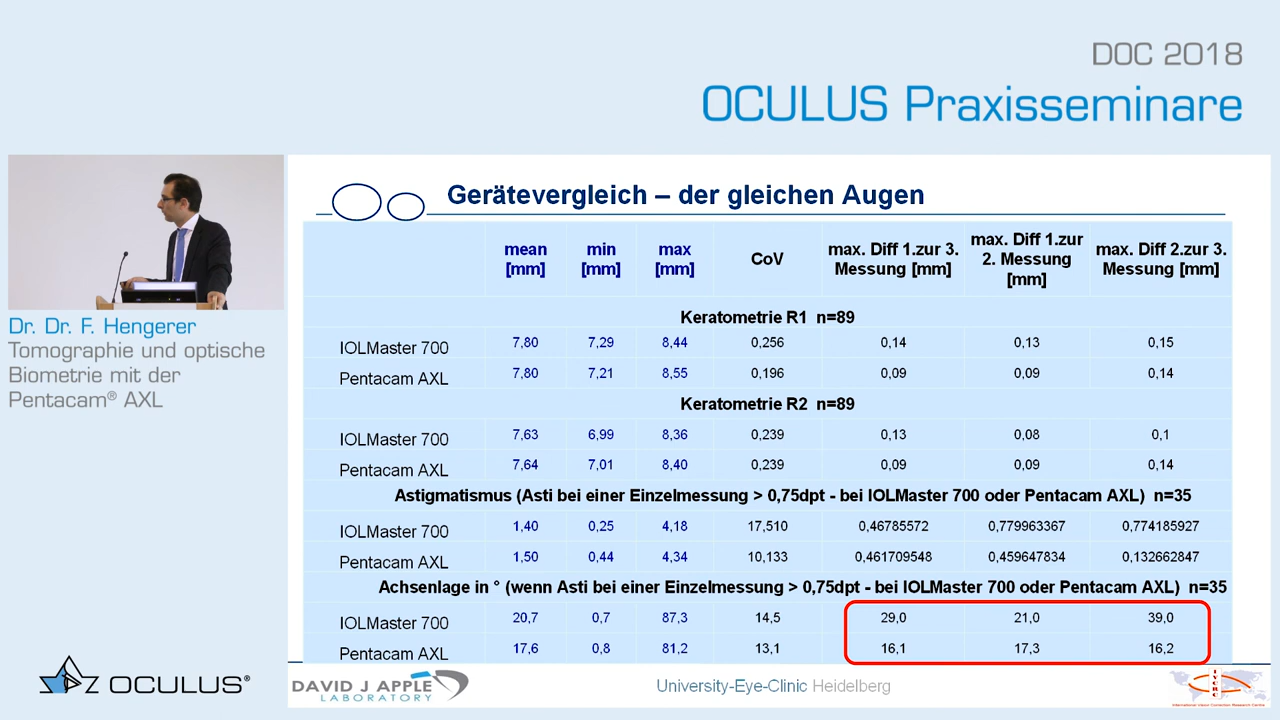 DOC 2018
OCULUS Praxisseminare
Dr. Dr. F. Hengerer
Tomographie und optische
Biometrie mit der
Pentacam® AXL
Gerätevergleich – der gleichen Augen
mean [mm] min [mm] max [mm] CoV max. Diff 1.zur 3. Messung [mm] max. Diff 1.zur 2. Messung [mm] max. Diff 2.zur 3. Messung [mm]
Keratometrie R1 n=89
IOLMaster 700 7,80 7,29 8,44 0,256 0,14 0,13 0,15
Pentacam AXL 7,80 7,21 8,55 0,196 0,09 0,09 0,14
Keratometrie R2 n=89
IOLMaster 700 7,63 6,99 8,36 0,239 0,13 0,08 0,1
Pentacam AXL 7,64 7,01 8,40 0,239 0,09 0,09 0,14
Astigmatismus (Asti bei einer Einzelmessung > 0,75dpt - bei IOLMaster 700 oder Pentacam AXL) n=35
IOLMaster 700 1,40 0,25 4,18 17,510 0,46785572 0,779963367 0,774185927
Pentacam AXL 1,50 0,44 4,34 10,133 0,461709548 0,459647834 0,132662847
Achsenlage in ° (wenn Asti bei einer Einzelmessung > 0,75dpt - bei IOLMaster 700 oder Pentacam AXL) n=35
IOLMaster 700 20,7 0,7 87,3 14,5 29,0 21,0 39,0
Pentacam AXL 17,6 0,8 81,2 13,1 16,1 17,3 16,2
OCULUS®
DAVID J APPLE
LABORATORY
University-Eye-Clinic Heidelberg
IVCRC
International Vision Correction Research Centre